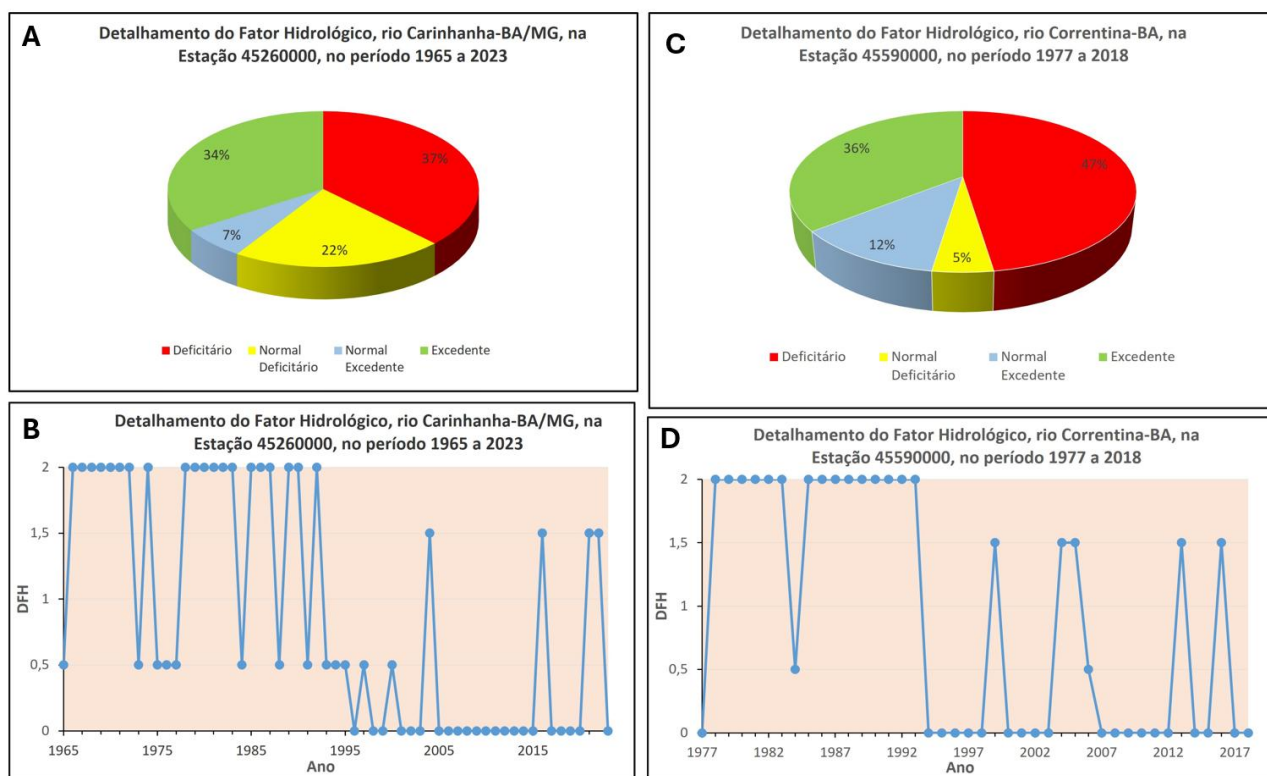 A
Detalhamento do Fator Hidrológico, rio Carinhanha-BA/MG, na
Estação 45260000, no período 1965 a 2023
34%
37%
7%
22%
Deficitário
Normal
Deficitário
Normal
Excedente
Excedente
C
Detalhamento do Fator Hidrológico, rio Correntina-BA, na
Estação 45590000, no período 1977 a 2018
36%
47%
12%
5%
Deficitário
Normal
Deficitário
Normal
Excedente
Excedente
B
Detalhamento do Fator Hidrológico, rio Carinhanha-BA/MG, na
Estação 45260000, no período 1965 a 2023
2
1,5
1
0,5
0
DFH
1965 1975 1985 1995 2005 2015
Ano
D
Detalhamento do Fator Hidrológico, rio Correntina-BA, na
Estação 45590000, no período 1977 a 2018
2
1,5
1
0,5
0
DFH
1977 1982 1987 1992 1997 2002 2007 2012 2017
Ano